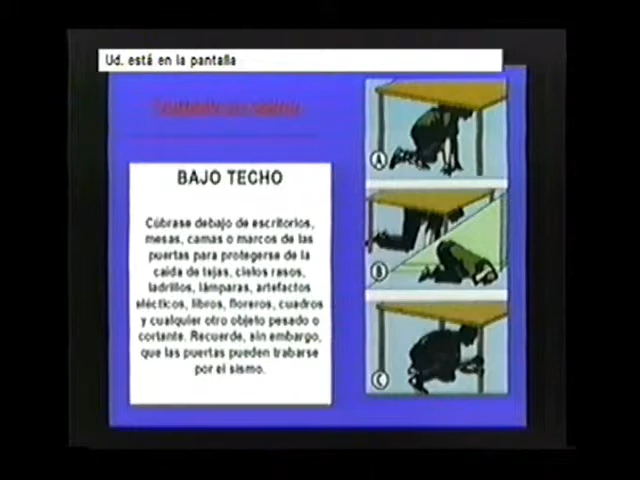 Ud. está en la pantalla
BAJO TECHO
Cúbrase debajo de escritorios,
mesas, camas o marcos de las
puertas para protegerse de la
caída de tejas, cielos rasos,
ladrillos, lámparas, artefactos
elécticos, libros, floreros, cuadros
y cualquier otro objeto pesado o
cortante. Recuerde, sin embargo,
que las puertas pueden trabarse
por el sismo.
A
B
C